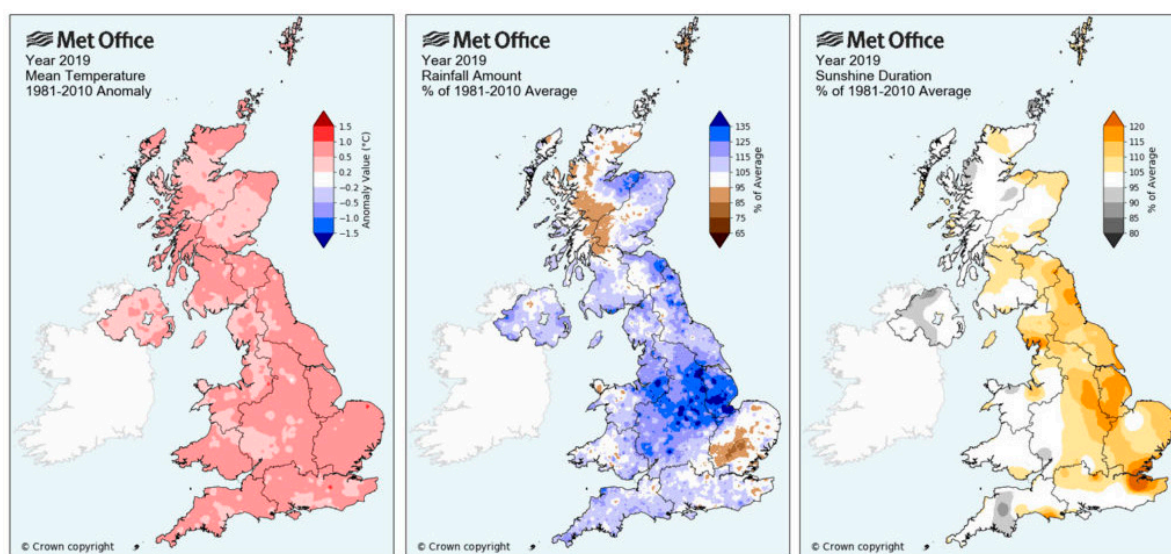 Met Office
Year 2019
Mean Temperature
1981-2010 Anomaly
1.5
1.0
0.5
0.2
-0.2
-0.5
-1.0
-1.5
Anomaly Value (°C)
© Crown copyright
Met Office
Year 2019
Rainfall Amount
% of 1981-2010 Average
135
125
115
105
95
85
75
65
% of Average
© Crown copyright
Met Office
Year 2019
Sunshine Duration
% of 1981-2010 Average
120
115
110
105
95
90
85
80
% of Average
© Crown copyright